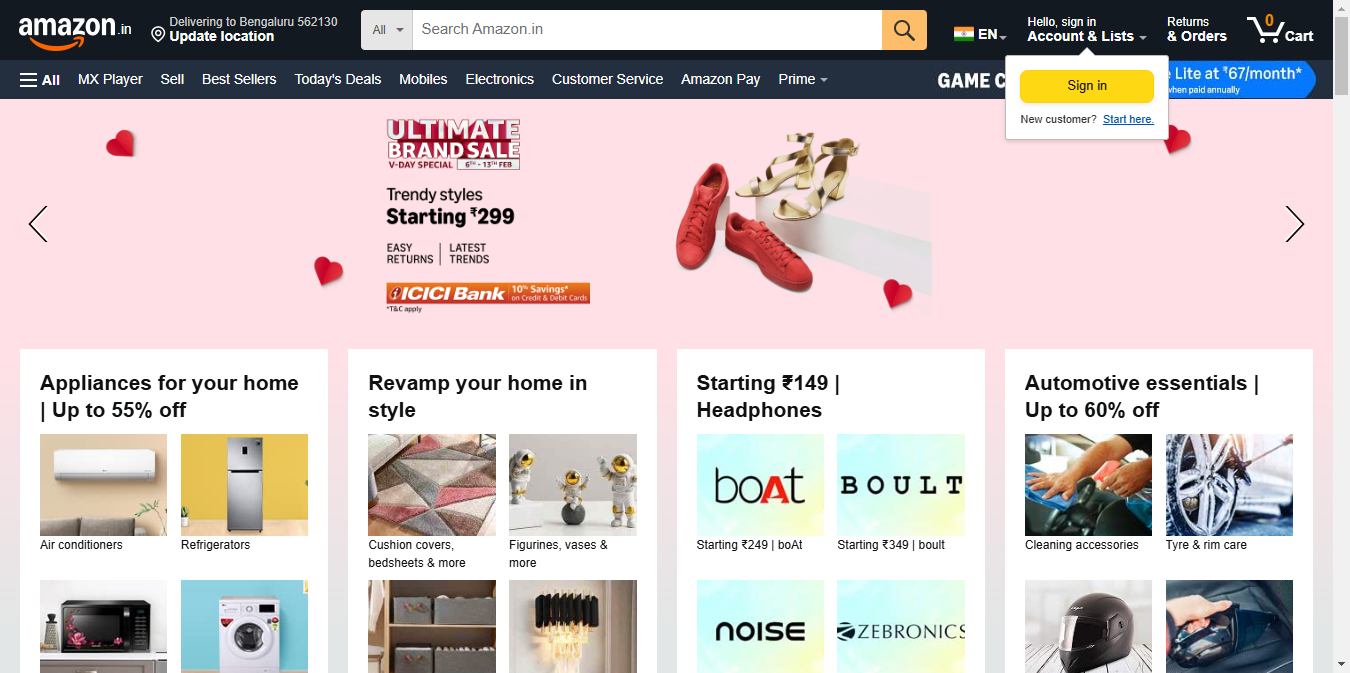 amazon.in
Delivering to Bengaluru 562130
Update location
All
Search Amazon.in
EN
Hello, sign in
Account & Lists
Returns
& Orders
0
Cart
All
MX Player
Sell
Best Sellers
Today's Deals
Mobiles
Electronics
Customer Service
Amazon Pay
Prime
GAME C
Lite at ₹67/month*
when paid annually
Sign in
New customer? Start here.
ULTIMATE
BRAND SALE
V-DAY SPECIAL 6TH - 13TH FEB
Trendy styles
Starting ₹299
EASY
RETURNS
LATEST
TRENDS
ICICI Bank
10% Savings*
on Credit & Debit Cards
*T&C apply
Appliances for your home
| Up to 55% off
Air conditioners
Refrigerators
Revamp your home in
style
Cushion covers,
bedsheets & more
Figurines, vases &
more
Starting ₹149 |
Headphones
boAt
BOULT
Starting ₹249 | boAt
Starting ₹349 | boult
noise
ZEBRONICS
Automotive essentials |
Up to 60% off
Cleaning accessories
Tyre & rim care